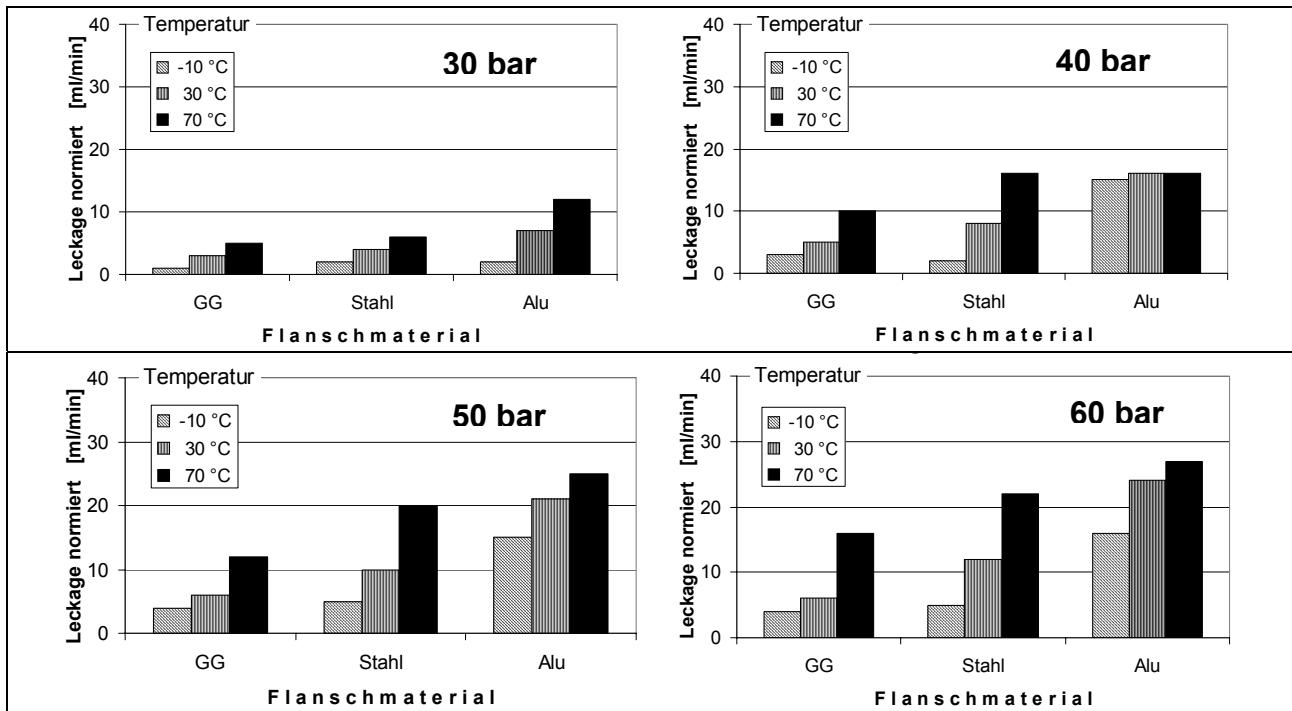 Temperatur
30 bar
-10 °C
30 °C
70 °C
Leckage normiert [ml/min]
40
30
20
10
0
GG Stahl Alu
Flanschmaterial
Temperatur
40 bar
-10 °C
30 °C
70 °C
Leckage normiert [ml/min]
40
30
20
10
0
GG Stahl Alu
Flanschmaterial
Temperatur
50 bar
-10 °C
30 °C
70 °C
Leckage normiert [ml/min]
40
30
20
10
0
GG Stahl Alu
Flanschmaterial
Temperatur
60 bar
-10 °C
30 °C
70 °C
Leckage normiert [ml/min]
40
30
20
10
0
GG Stahl Alu
Flanschmaterial